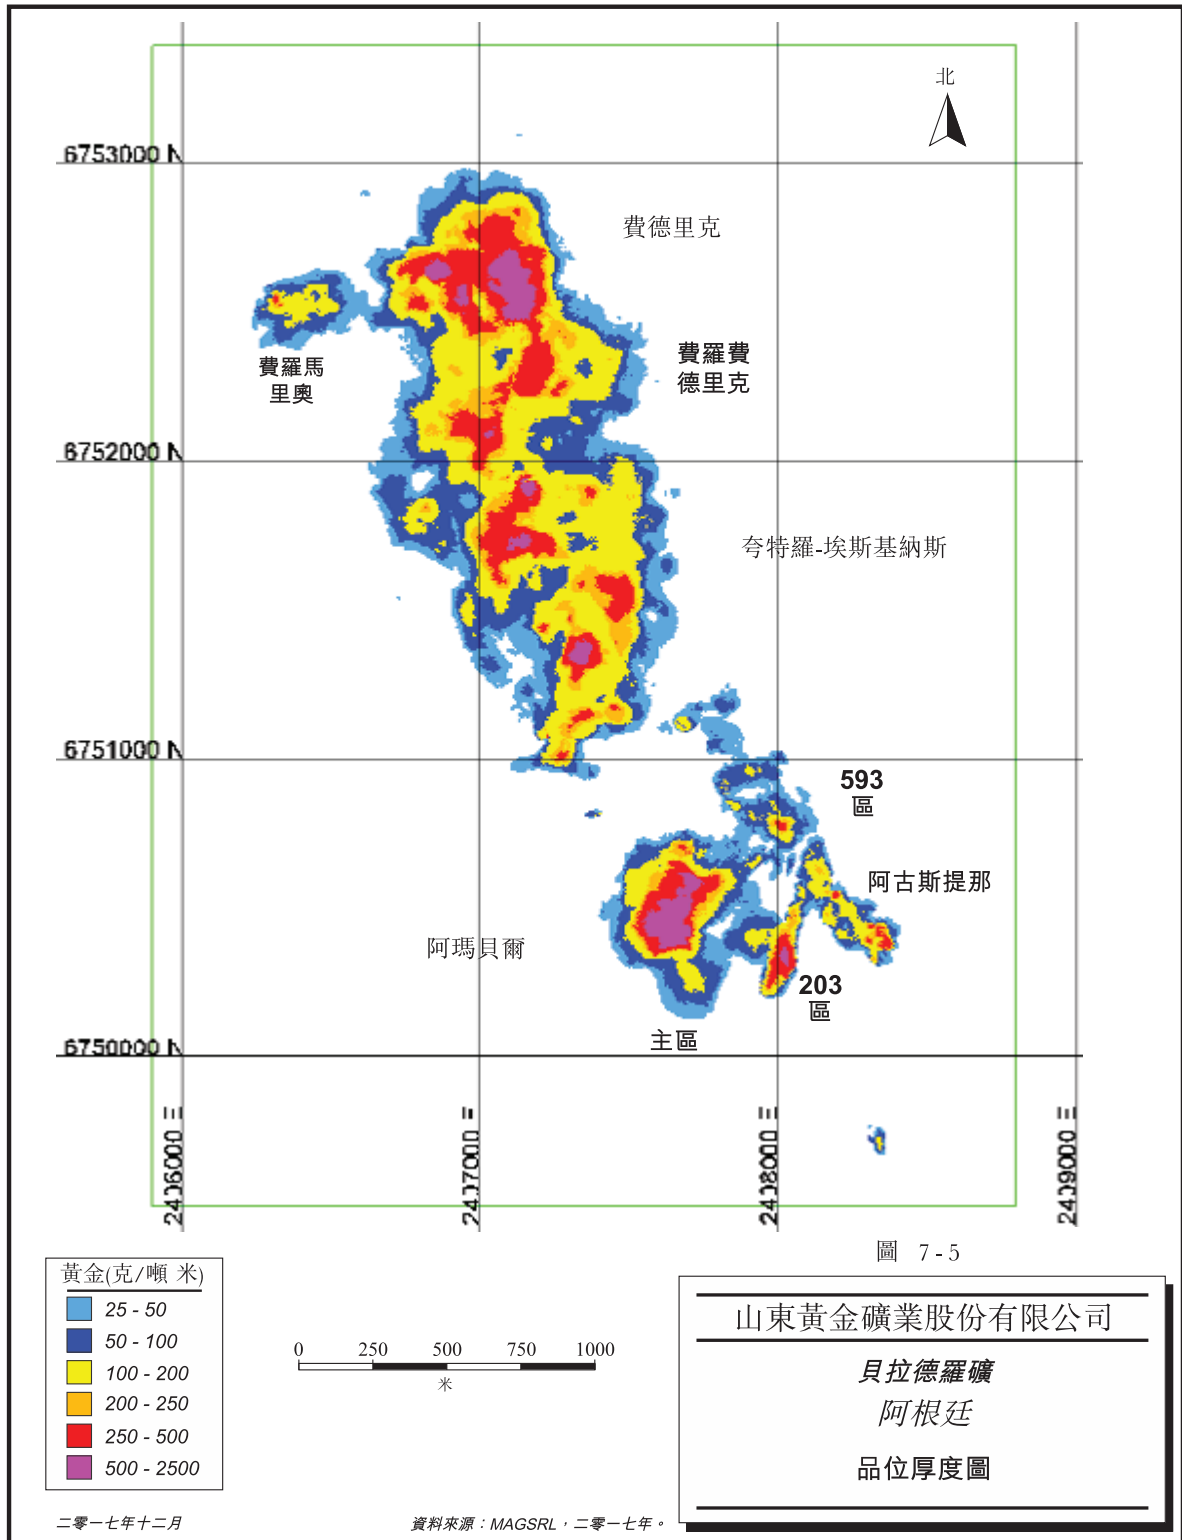 北
6753000 N
費德里克
費羅馬
里奧
費羅費
德里克
6752000 N
夸特羅-埃斯基納斯
6751000 N
593
區
阿古斯提那
阿瑪貝爾
203
區
主區
6750000 N
2406000 E
2407000 E
2408000 E
2409000 E
圖 7-5
黃金(克/噸 米)
25 - 50
50 - 100
100 - 200
200 - 250
250 - 500
500 - 2500
0 250 500 750 1000
米
山東黃金礦業股份有限公司
貝拉德羅礦
阿根廷
品位厚度圖
二零一七年十二月
資料來源：MAGSRL，二零一七年。